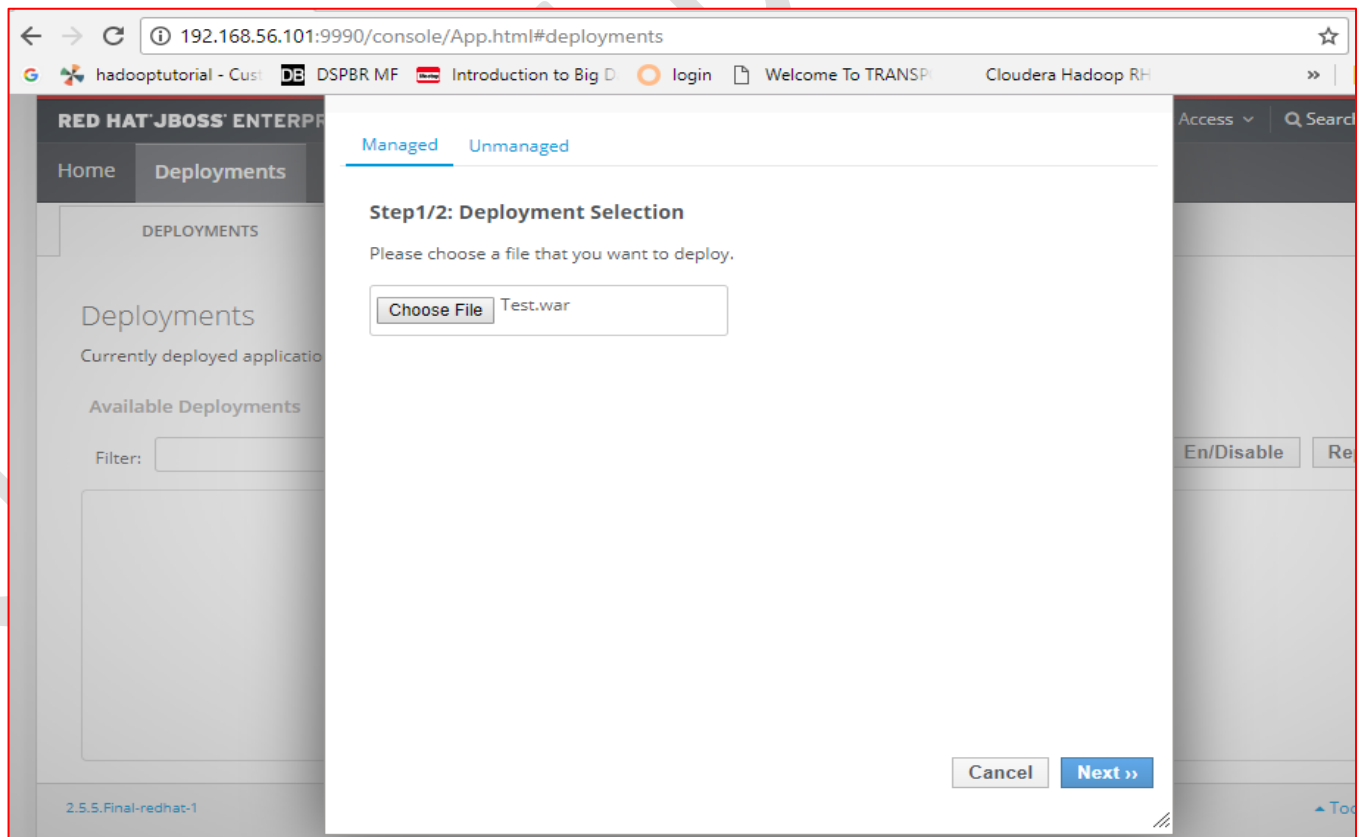 192.168.56.101:9990/console/App.html#deployments
G hadooptutorial - Cust DB DSPBR MF Introduction to Big D login Welcome To TRANSP Cloudera Hadoop RH »
RED HAT JBOSS ENTERPR
Access Search
Home Deployments
Managed Unmanaged
DEPLOYMENTS
Step1/2: Deployment Selection
Please choose a file that you want to deploy.
Choose File Test.war
Deployments
Currently deployed applicatio
Available Deployments
Filter:
En/Disable Re
Cancel Next ››
2.5.5.Final-redhat-1
Too